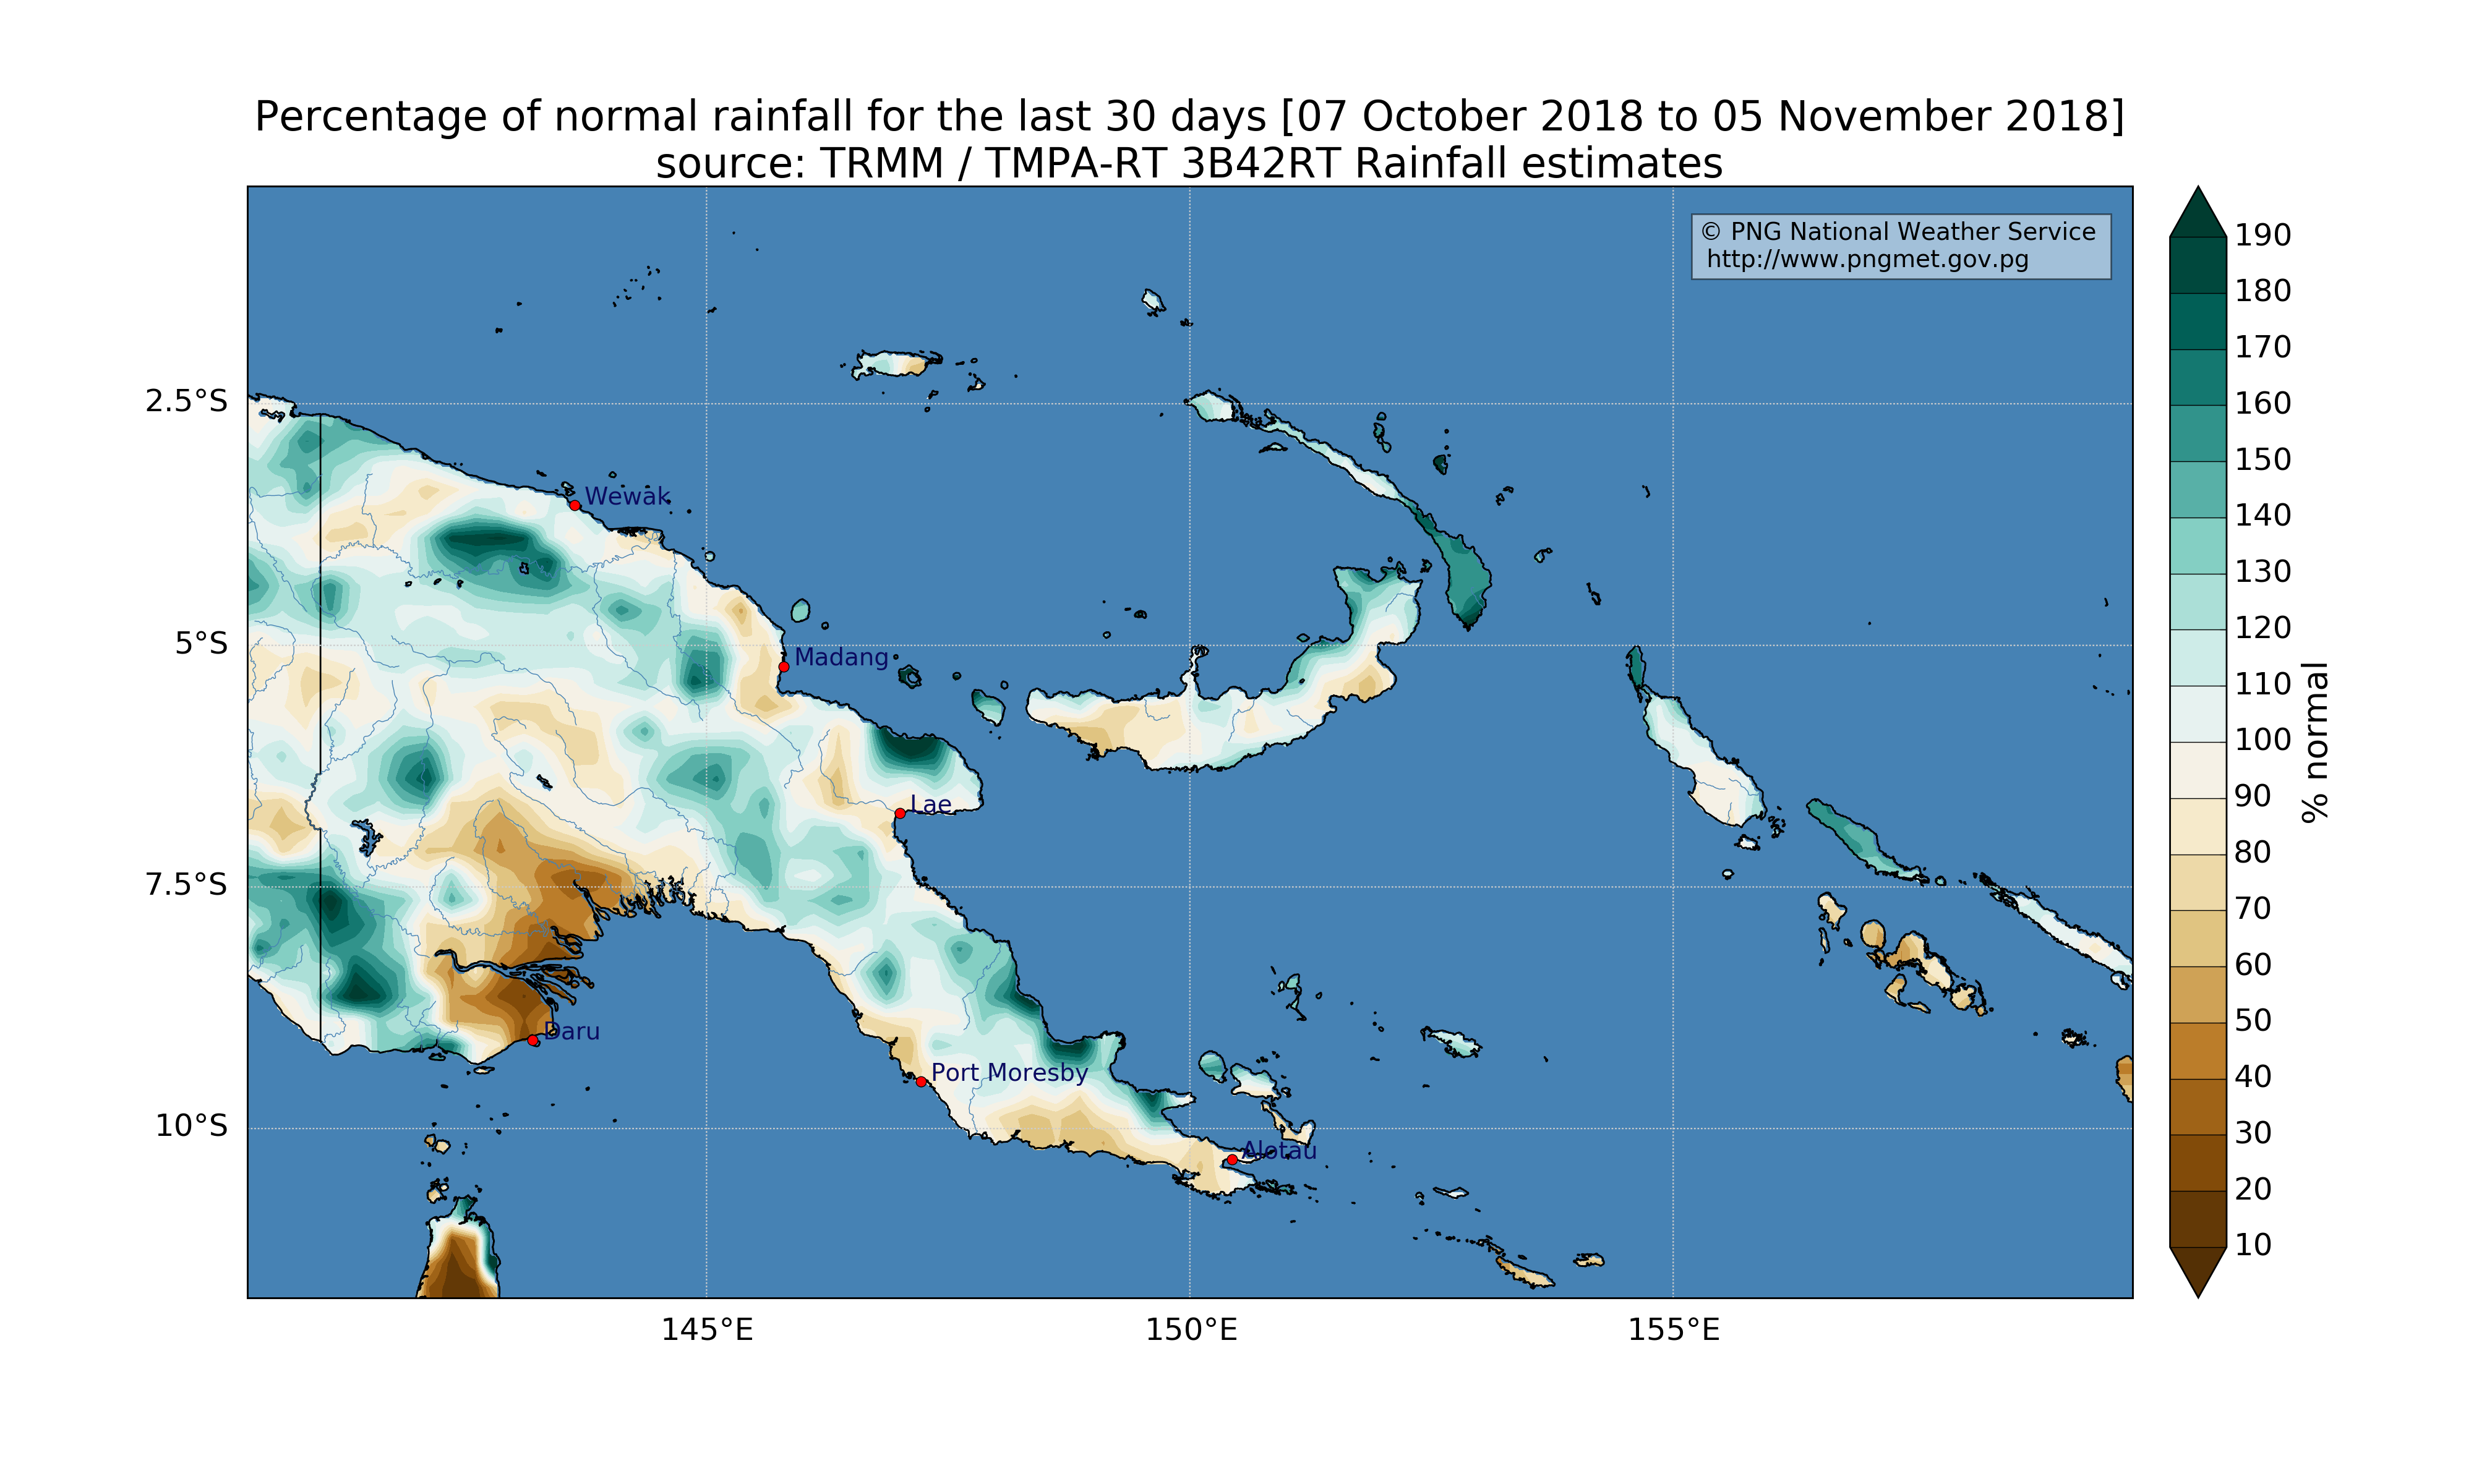 Percentage of normal rainfall for the last 30 days [07 October 2018 to 05 November 2018]
source: TRMM / TMPA-RT 3B42RT Rainfall estimates
© PNG National Weather Service
http://www.pngmet.gov.pg
2.5°S
5°S
7.5°S
10°S
Wewak
Madang
Lae
Daru
Port Moresby
Alotau
145°E
150°E
155°E
190
180
170
160
150
140
130
120
110
100
90
80
70
60
50
40
30
20
10
% normal